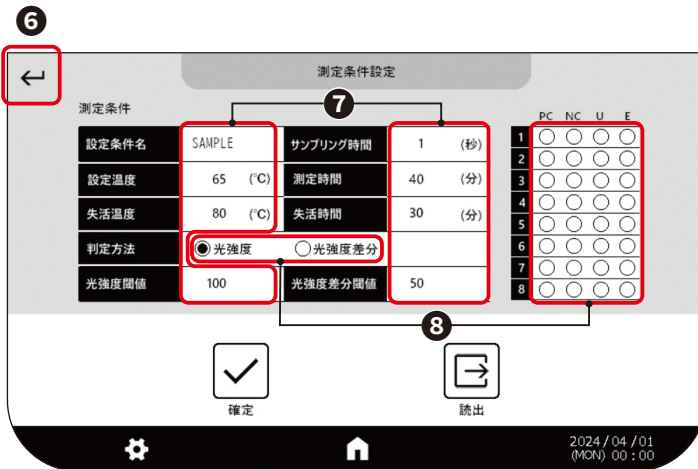 6
測定条件設定
測定条件
7
PC NC U E
設定条件名 SAMPLE サンプリング時間 1 (秒)
設定温度 65 (℃) 測定時間 40 (分)
失活温度 80 (℃) 失活時間 30 (分)
判定方法 光強度 光強度差分
光強度閾値 100 光強度差分閾値 50
1
2
3
4
5
6
7
8
8
確定
読出
2024/04/01
(MON) 00:00